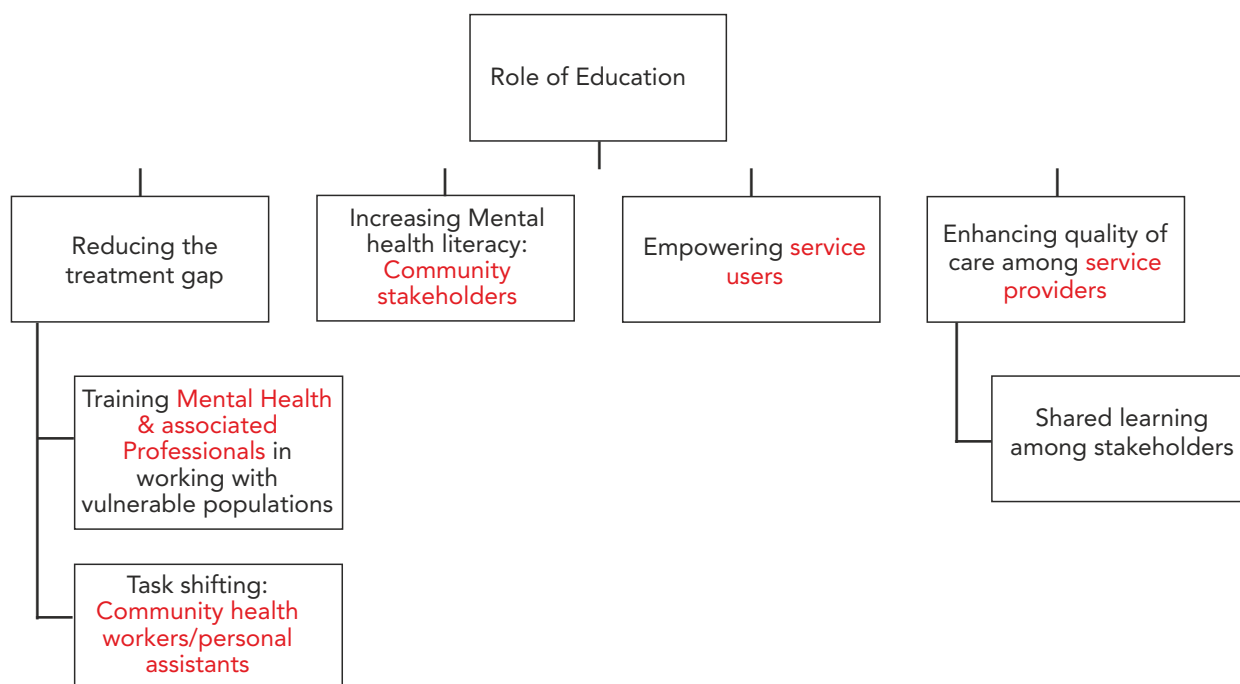 Role of Education
Reducing the
treatment gap
Increasing Mental
health literacy:
Community
stakeholders
Empowering service
users
Enhancing quality of
care among service
providers
Training Mental Health
& associated
Professionals in
working with
vulnerable populations
Task shifting:
Community health
workers/personal
assistants
Shared learning
among stakeholders